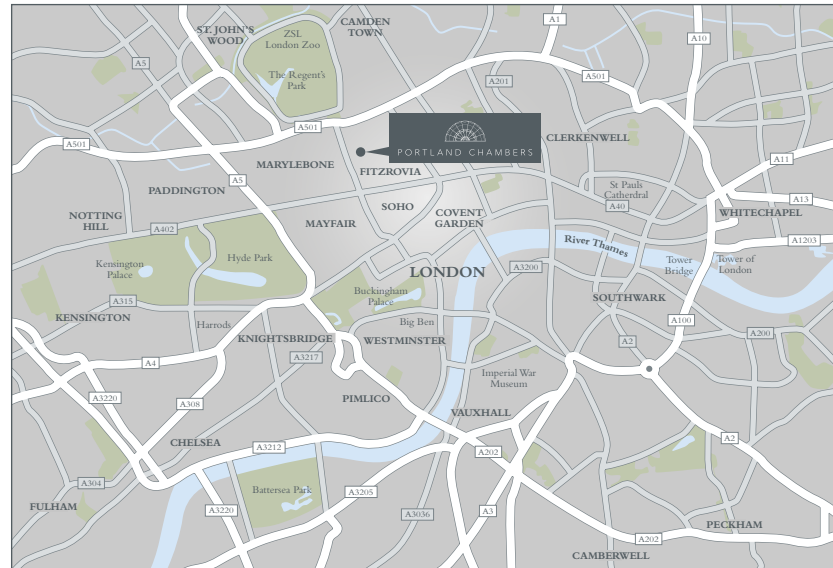 ST. JOHN'S
WOOD
ZSL
London Zoo
CAMDEN
TOWN
A1
A10
A5
The Regent's
Park
A201
A501
A501
A501
PORTLAND CHAMBERS
CLERKENWELL
MARYLEBONE
FITZROVIA
A11
PADDINGTON
A5
St Pauls
Catherdral
A13
SOHO
A40
NOTTING
HILL
A402
MAYFAIR
COVENT
GARDEN
WHITECHAPEL
River Thames
A1203
Kensington
Palace
Hyde Park
LONDON
A3200
Tower
Bridge
Tower of
London
Buckingham
Palace
A315
SOUTHWARK
KENSINGTON
Harrods
Big Ben
A100
KNIGHTSBRIDGE
WESTMINSTER
A2
A200
A4
A3217
Imperial War
Museum
A3220
A308
PIMLICO
VAUXHALL
CHELSEA
A3212
A202
A2
A304
Battersea Park
A3205
FULHAM
A3220
A3036
A3
PECKHAM
A202
CAMBERWELL